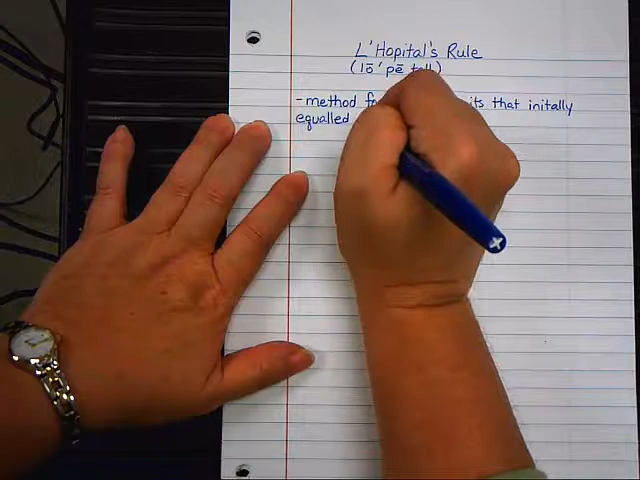 L'Hopital's Rule
(lō' pē tall)
- method f its that initally
equalled